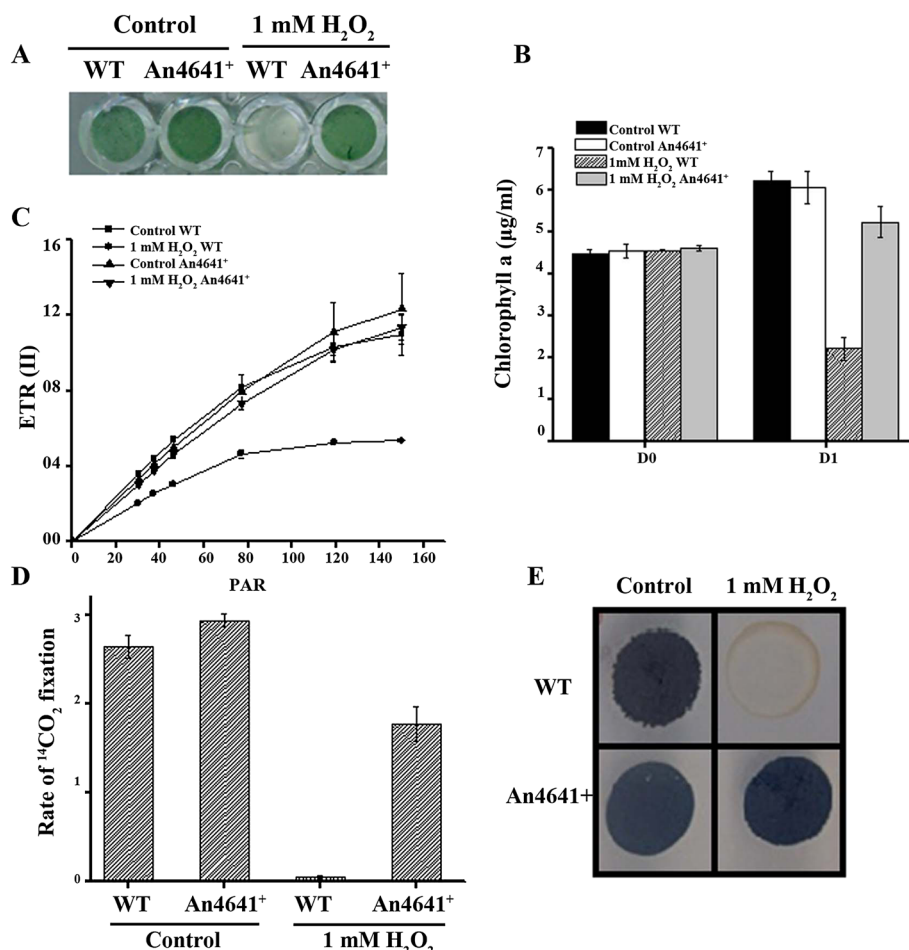 A
Control 1 mM H₂O₂
WT An4641⁺ WT An4641⁺
B
Control WT
Control An4641⁺
1mM H₂O₂ WT
1 mM H₂O₂ An4641⁺
Chlorophyll a (µg/ml)
7
6
5
4
3
2
1
0
D0 D1
C
Control WT
1 mM H₂O₂ WT
Control An4641⁺
1 mM H₂O₂ An4641⁺
ETR (II)
16
12
08
04
00
0 20 40 60 80 100 120 140 160
PAR
D
Rate of ¹⁴CO₂ fixation
3
2
1
0
WT An4641⁺ WT An4641⁺
Control 1 mM H₂O₂
E
Control 1 mM H₂O₂
WT
An4641+